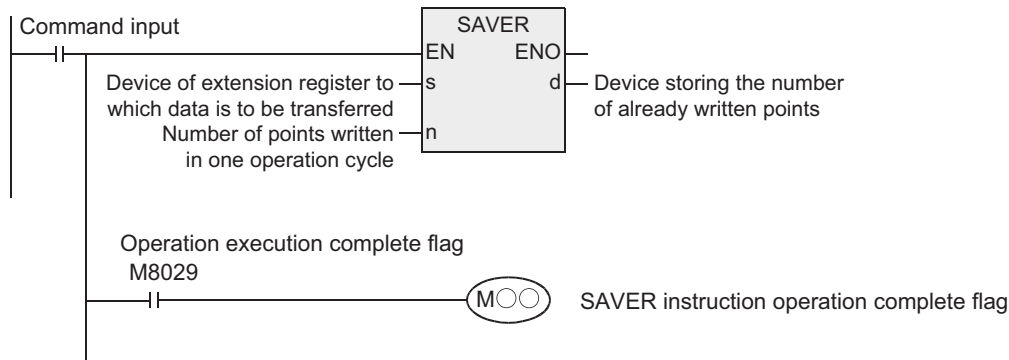 Command input
SAVER
EN ENO
Device of extension register to
which data is to be transferred
s d
Device storing the number
of already written points
Number of points written
in one operation cycle
n
Operation execution complete flag
M8029
M○○
SAVER instruction operation complete flag